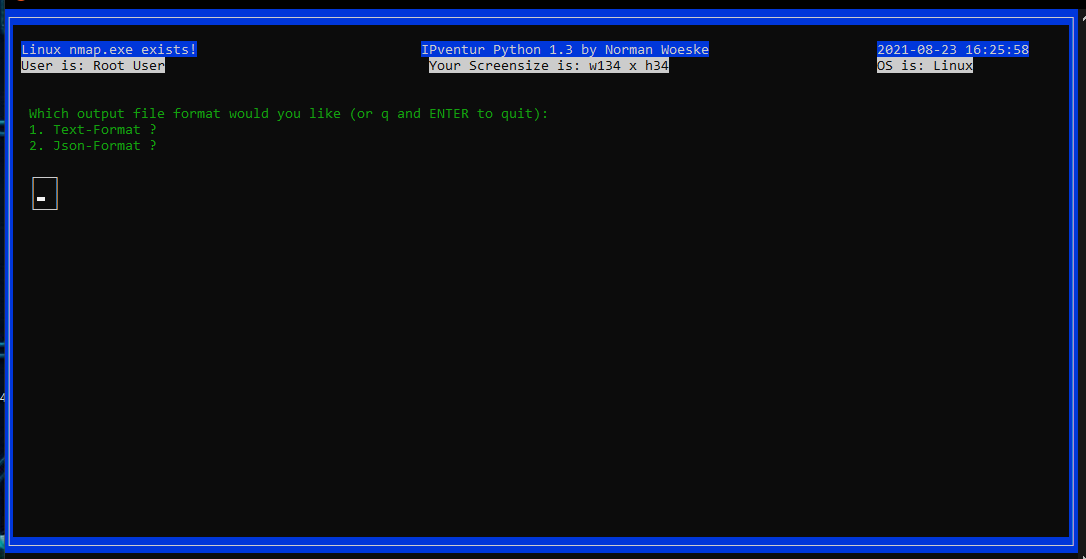 Linux nmap.exe exists! IPventur Python 1.3 by Norman Woeske 2021-08-23 16:25:58
User is: Root User Your Screensize is: w134 x h34 OS is: Linux
Which output file format would you like (or q and ENTER to quit):
1. Text-Format ?
2. Json-Format ?
4